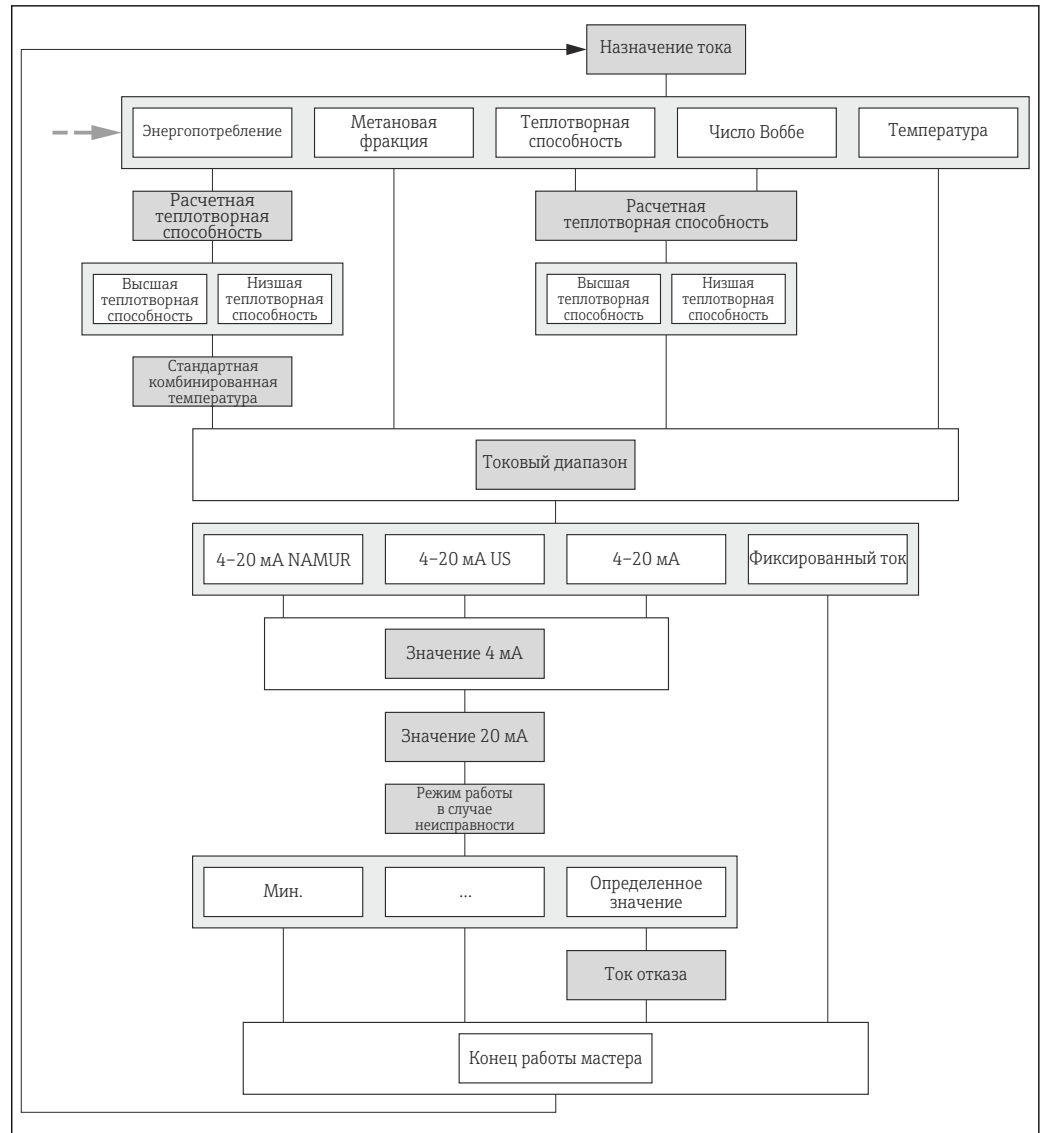 Назначение тока
Энергопотребление
Метановая
фракция
Теплотворная
способность
Число Воббе
Температура
Расчетная
теплотворная
способность
Расчетная
теплотворная способность
Высшая
теплотворная
способность
Низшая
теплотворная
способность
Высшая
теплотворная
способность
Низшая
теплотворная
способность
Стандартная
комбинированная
температура
Токовый диапазон
4–20 мА NAMUR
4–20 мА US
4–20 мА
Фиксированный ток
Значение 4 мА
Значение 20 мА
Режим работы
в случае
неисправности
Мин.
...
Определенное
значение
Ток отказа
Конец работы мастера